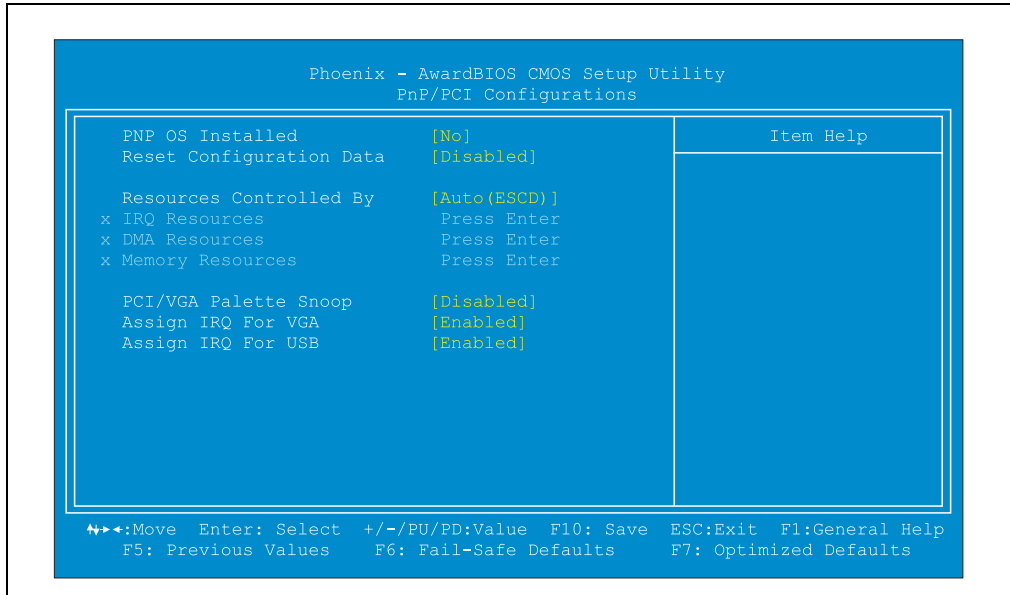 Phoenix - AwardBIOS CMOS Setup Utility
PnP/PCI Configurations
PNP OS Installed [No]
Reset Configuration Data [Disabled]
Resources Controlled By [Auto(ESCD)]
x IRQ Resources Press Enter
x DMA Resources Press Enter
x Memory Resources Press Enter
PCI/VGA Palette Snoop [Disabled]
Assign IRQ For VGA [Enabled]
Assign IRQ For USB [Enabled]
Item Help
↑↓→←:Move Enter: Select +/-/PU/PD:Value F10: Save ESC:Exit F1:General Help
F5: Previous Values F6: Fail-Safe Defaults F7: Optimized Defaults